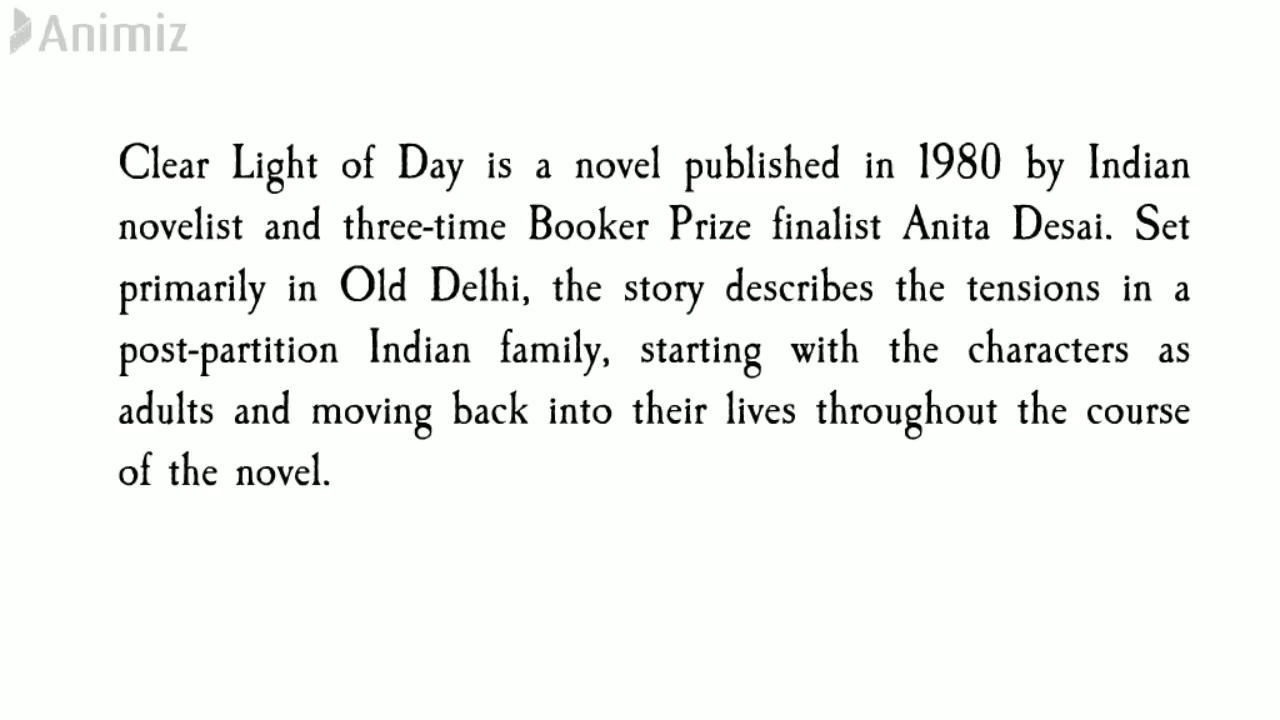 Animiz
Clear Light of Day is a novel published in 1980 by Indian
novelist and three-time Booker Prize finalist Anita Desai. Set
primarily in Old Delhi, the story describes the tensions in a
post-partition Indian family, starting with the characters as
adults and moving back into their lives throughout the course
of the novel.